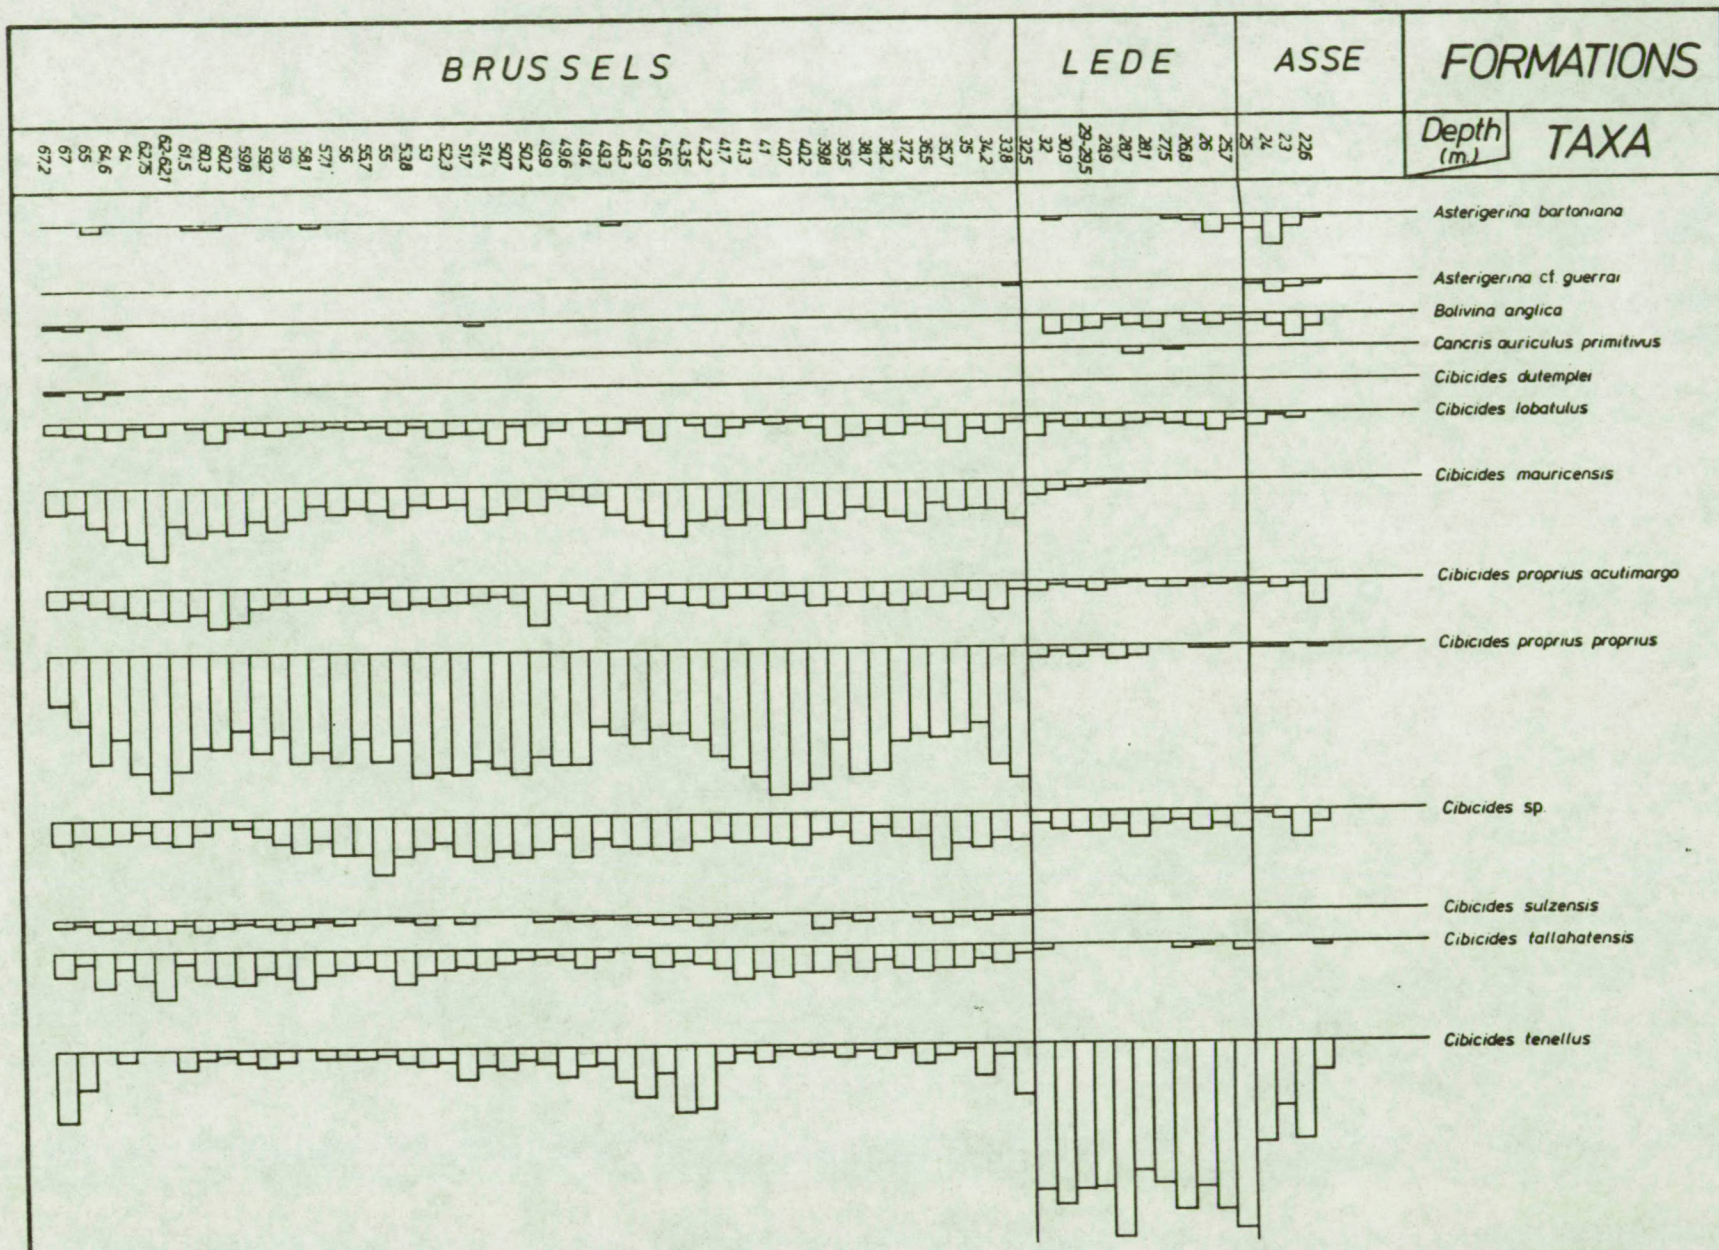 BRUSSELS LEDE ASSE FORMATIONS
67.2 67 65 64.6 64 62.75 62-62.1 61.5 60.3 60.2 59.8 59.2 59 58.1 57.1 56 55.7 55 53.8 53 52.3 51.7 51.4 50.7 50.2 49.9 49.6 49.4 49.3 46.3 45.9 45.6 43.5 42.2 41.7 41.3 41 40.7 40.2 39.8 39.5 38.7 38.2 37.2 36.5 35.7 35 34.2 33.8 32.5 32 30.9 29-29.5 28.9 28.7 28.1 27.5 26.8 26 25.7 25 24 23 22.6
Depth (m.) TAXA
Asterigerina bartoniana
Asterigerina cf. guerrai
Bolivina anglica
Cancris auriculus primitivus
Cibicides dutemplei
Cibicides lobatulus
Cibicides mauricensis
Cibicides proprius acutimargo
Cibicides proprius proprius
Cibicides sp.
Cibicides sulzensis
Cibicides tallahatensis
Cibicides tenellus